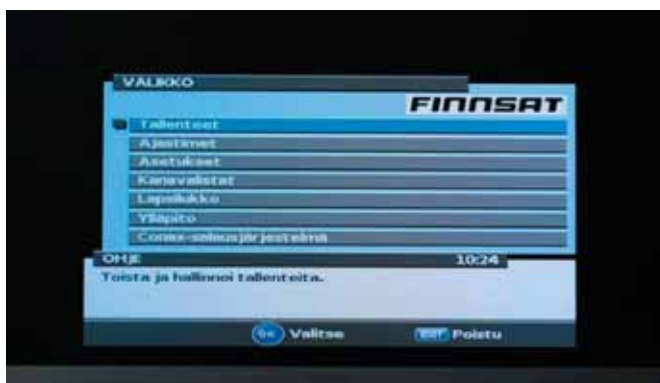 VALIKKO
FINNSAT
Tallenteet
Ajastimet
Asetukset
Kanavalistat
Lapsilukko
Ylläpito
Conax-salausjärjestelmä
OHJE 10:24
Toista ja hallinnoi tallenteita.
OK Valitse EXIT Poistu